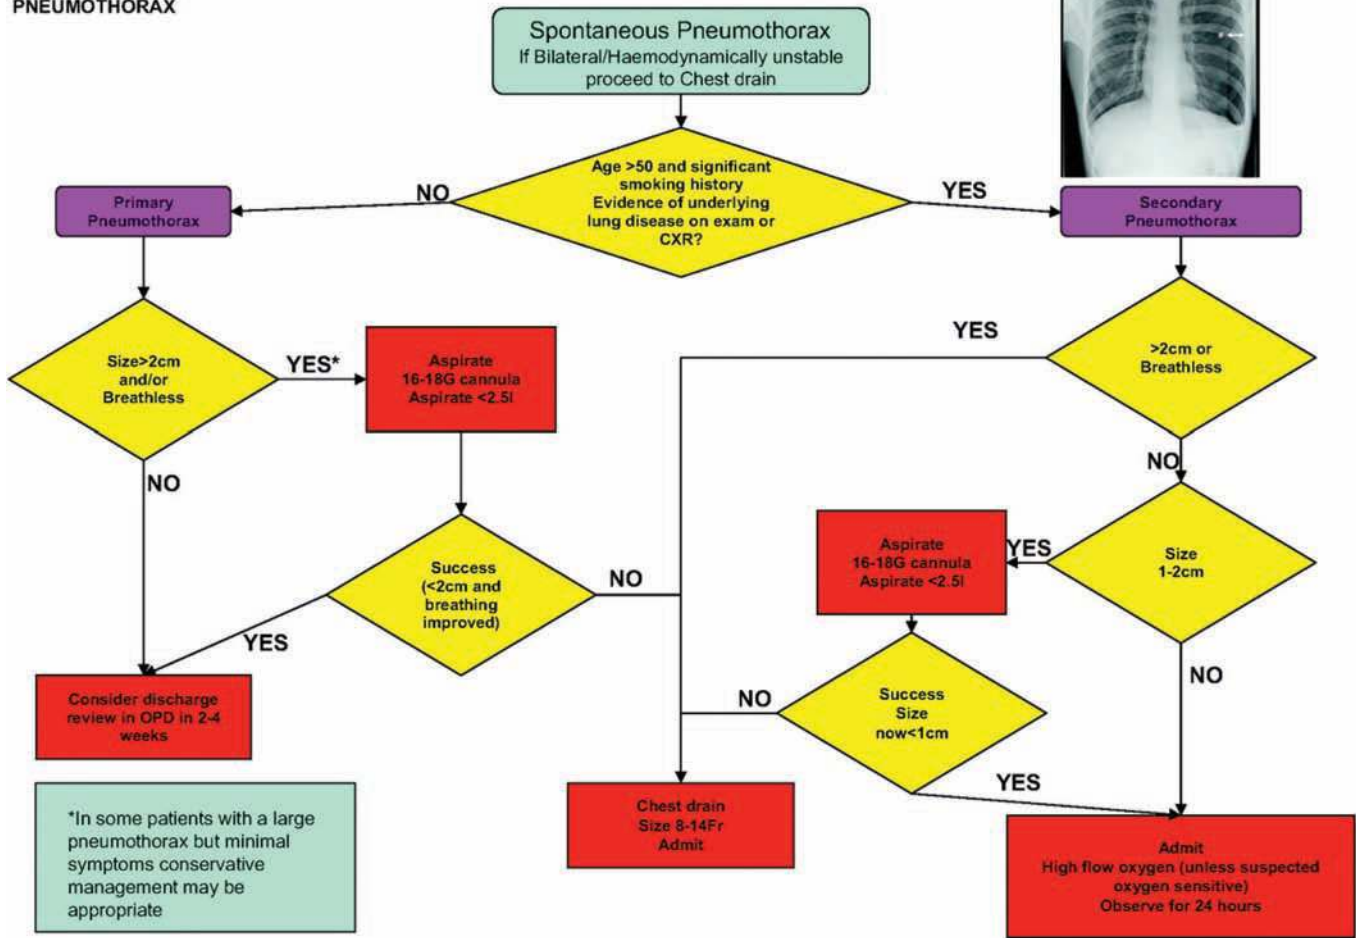 PNEUMOTHORAX
Spontaneous Pneumothorax
If Bilateral/Haemodynamically unstable
proceed to Chest drain
Age >50 and significant
smoking history
Evidence of underlying
lung disease on exam or
CXR?
NO
YES
Primary
Pneumothorax
Secondary
Pneumothorax
Size>2cm
and/or
Breathless
YES*
Aspirate
16-18G cannula
Aspirate <2.5l
YES
>2cm or
Breathless
NO
NO
Success
(<2cm and
breathing
improved)
NO
YES
Aspirate
16-18G cannula
Aspirate <2.5l
YES
Size
1-2cm
NO
Consider discharge
review in OPD in 2-4
weeks
NO
Success
Size
now<1cm
YES
Chest drain
Size 8-14Fr
Admit
Admit
High flow oxygen (unless suspected
oxygen sensitive)
Observe for 24 hours
*In some patients with a large
pneumothorax but minimal
symptoms conservative
management may be
appropriate